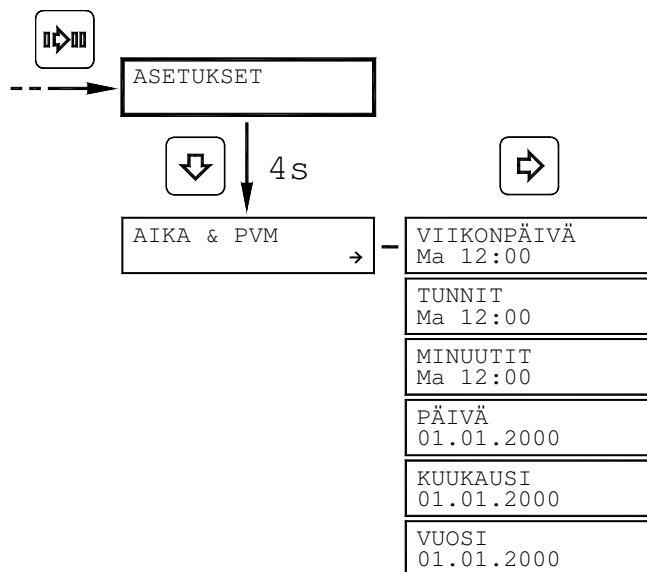 ASETUKSET
4s
AIKA & PVM
→
VIIKONPÄIVÄ
Ma 12:00
TUNNIT
Ma 12:00
MINUUTIT
Ma 12:00
PÄIVÄ
01.01.2000
KUUKAUSI
01.01.2000
VUOSI
01.01.2000